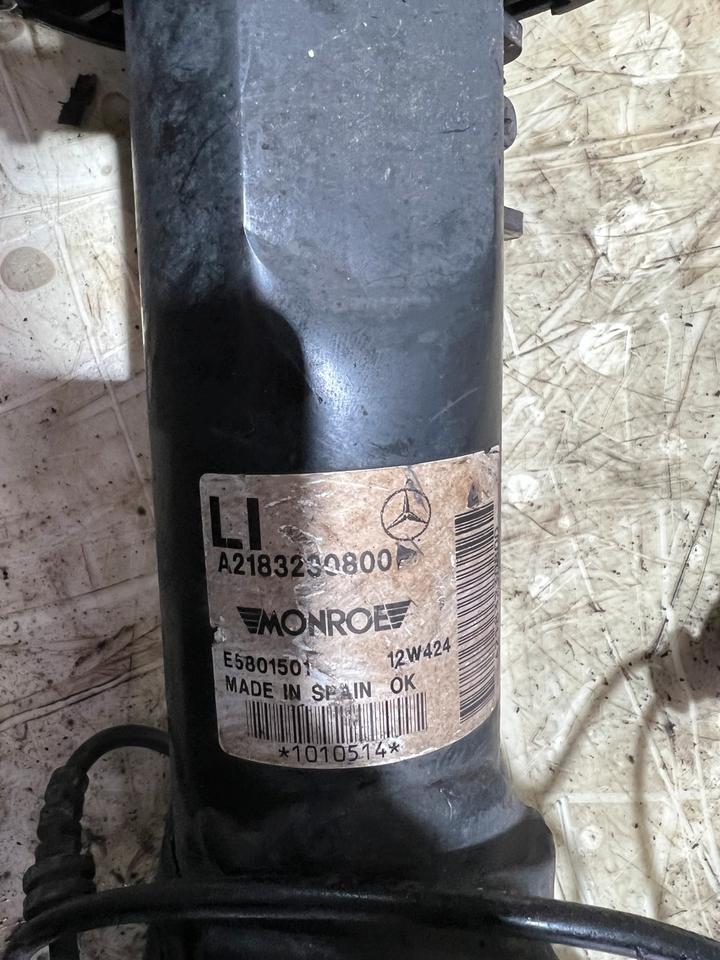 LI
A2183230800
MONROE
E5801501 12W424
MADE IN SPAIN OK
*1010514*